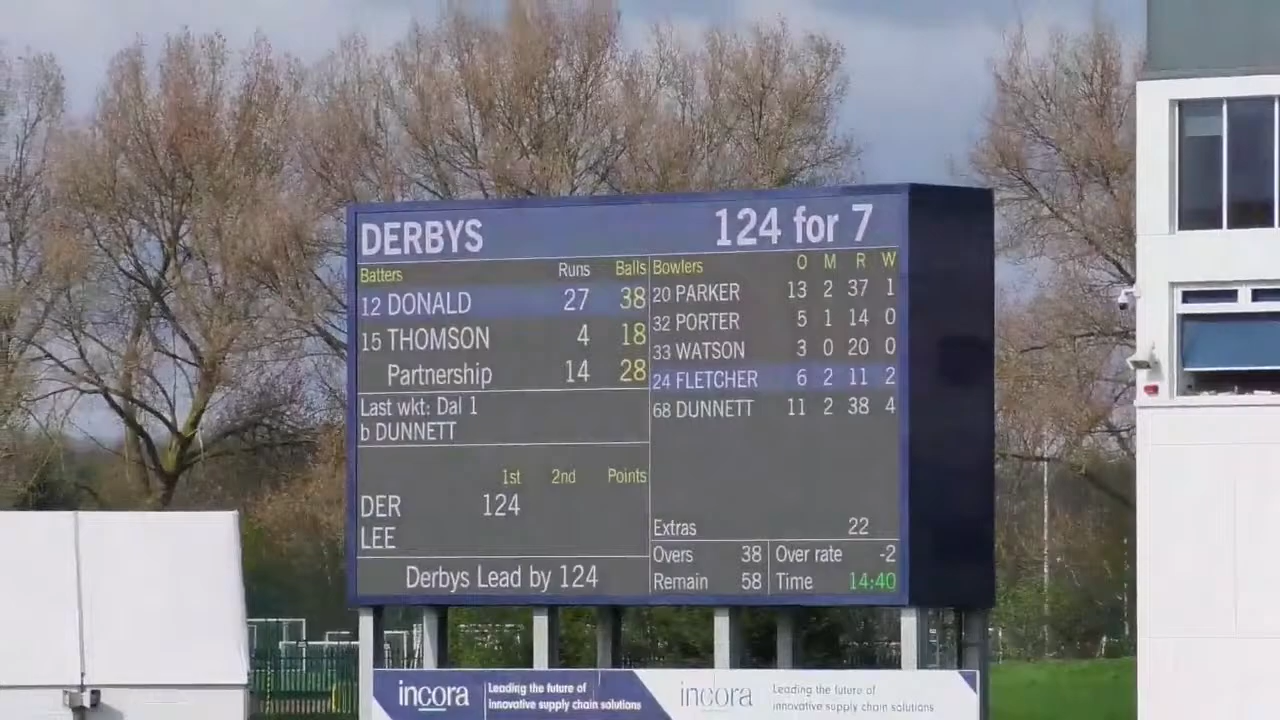 DERBYS 124 for 7
Batters Runs Balls
12 DONALD 27 38
15 THOMSON 4 18
Partnership 14 28
Last wkt: Dal 1
b DUNNETT
1st 2nd Points
DER 124
LEE
Derbys Lead by 124
Bowlers O M R W
20 PARKER 13 2 37 1
32 PORTER 5 1 14 0
33 WATSON 3 0 20 0
24 FLETCHER 6 2 11 2
68 DUNNETT 11 2 38 4
Extras 22
Overs 38 Over rate -2
Remain 58 Time 14:40
incora Leading the future of
innovative supply chain solutions
incora Leading the future of
innovative supply chain solutions